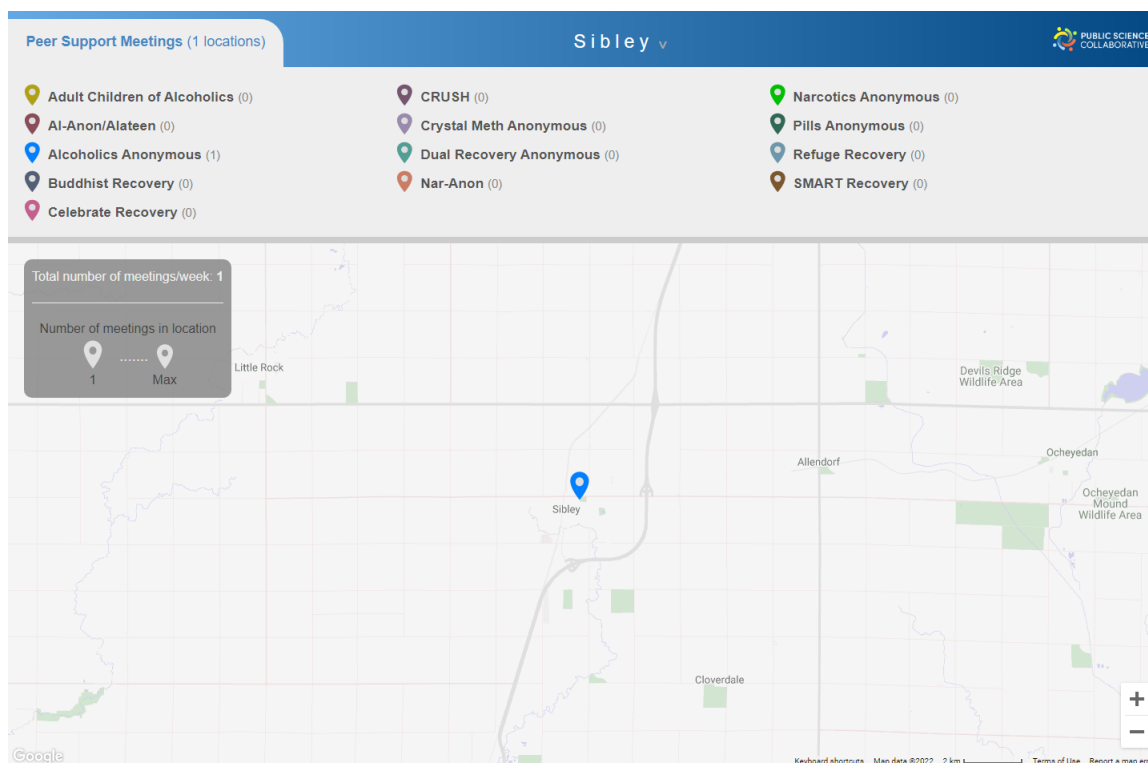 Peer Support Meetings (1 locations)
Sibley v
PUBLIC SCIENCE
COLLABORATIVE
Adult Children of Alcoholics (0)
Al-Anon/Alateen (0)
Alcoholics Anonymous (1)
Buddhist Recovery (0)
Celebrate Recovery (0)
CRUSH (0)
Crystal Meth Anonymous (0)
Dual Recovery Anonymous (0)
Nar-Anon (0)
Narcotics Anonymous (0)
Pills Anonymous (0)
Refuge Recovery (0)
SMART Recovery (0)
Total number of meetings/week: 1
Number of meetings in location
.......
1 Max
Little Rock
Devils Ridge
Wildlife Area
Allendorf
Ocheyedan
Sibley
Ocheyedan
Mound
Wildlife Area
Cloverdale
+
−
Google
Keyboard shortcuts Map data ©2022 2 km Terms of Use Report a map er